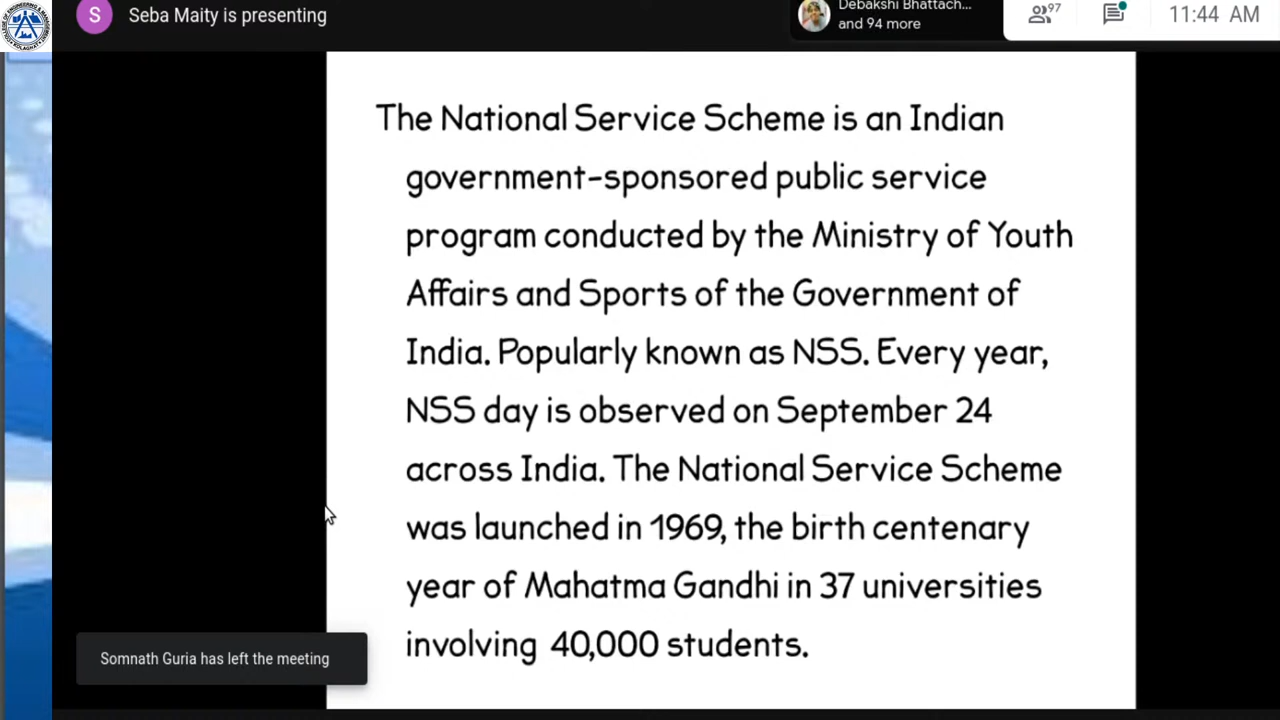 S Seba Maity is presenting
Debakshi Bhattach...
and 94 more
97
11:44 AM
The National Service Scheme is an Indian
government-sponsored public service
program conducted by the Ministry of Youth
Affairs and Sports of the Government of
India. Popularly known as NSS. Every year,
NSS day is observed on September 24
across India. The National Service Scheme
was launched in 1969, the birth centenary
year of Mahatma Gandhi in 37 universities
involving 40,000 students.
Somnath Guria has left the meeting